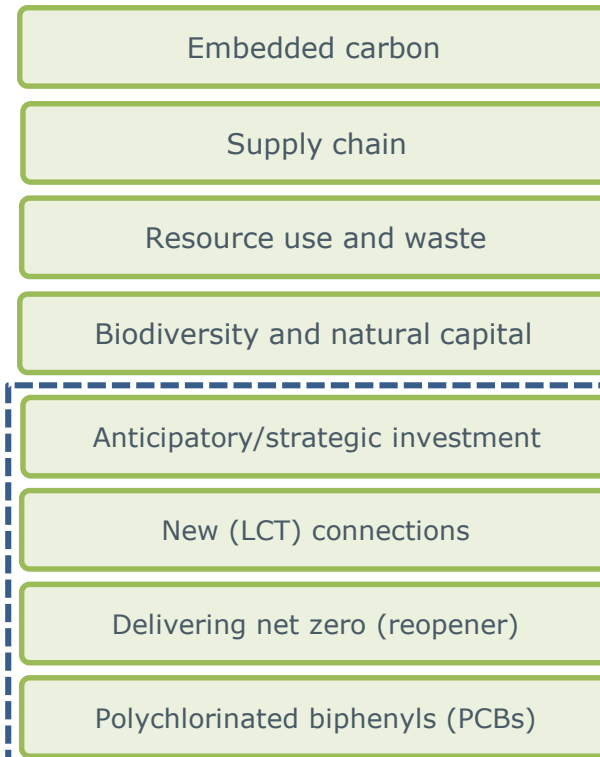 Embedded carbon
Supply chain
Resource use and waste
Biodiversity and natural capital
Anticipatory/strategic investment
New (LCT) connections
Delivering net zero (reopener)
Polychlorinated biphenyls (PCBs)